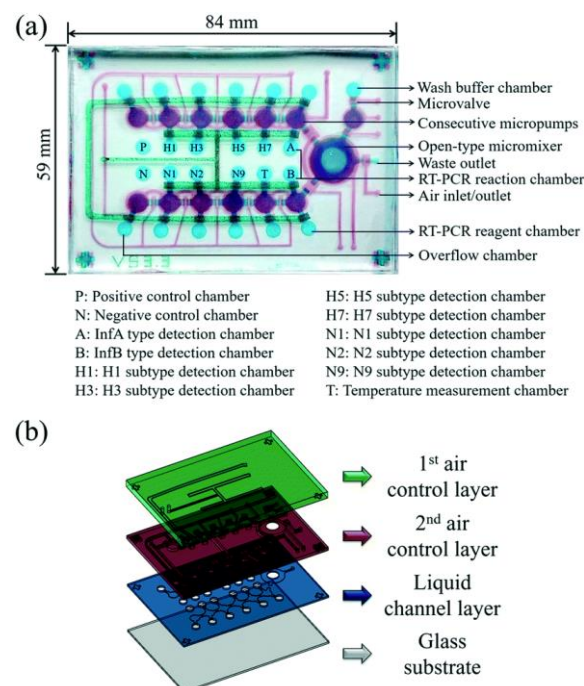 (a)
84 mm
59 mm
Wash buffer chamber
Microvalve
Consecutive micropumps
Open-type micromixer
Waste outlet
RT-PCR reaction chamber
Air inlet/outlet
RT-PCR reagent chamber
Overflow chamber
P H1 H3 H5 H7 A
N N1 N2 N9 T B
P: Positive control chamber
N: Negative control chamber
A: InfA type detection chamber
B: InfB type detection chamber
H1: H1 subtype detection chamber
H3: H3 subtype detection chamber
H5: H5 subtype detection chamber
H7: H7 subtype detection chamber
N1: N1 subtype detection chamber
N2: N2 subtype detection chamber
N9: N9 subtype detection chamber
T: Temperature measurement chamber
(b)
1st air
control layer
2nd air
control layer
Liquid
channel layer
Glass
substrate